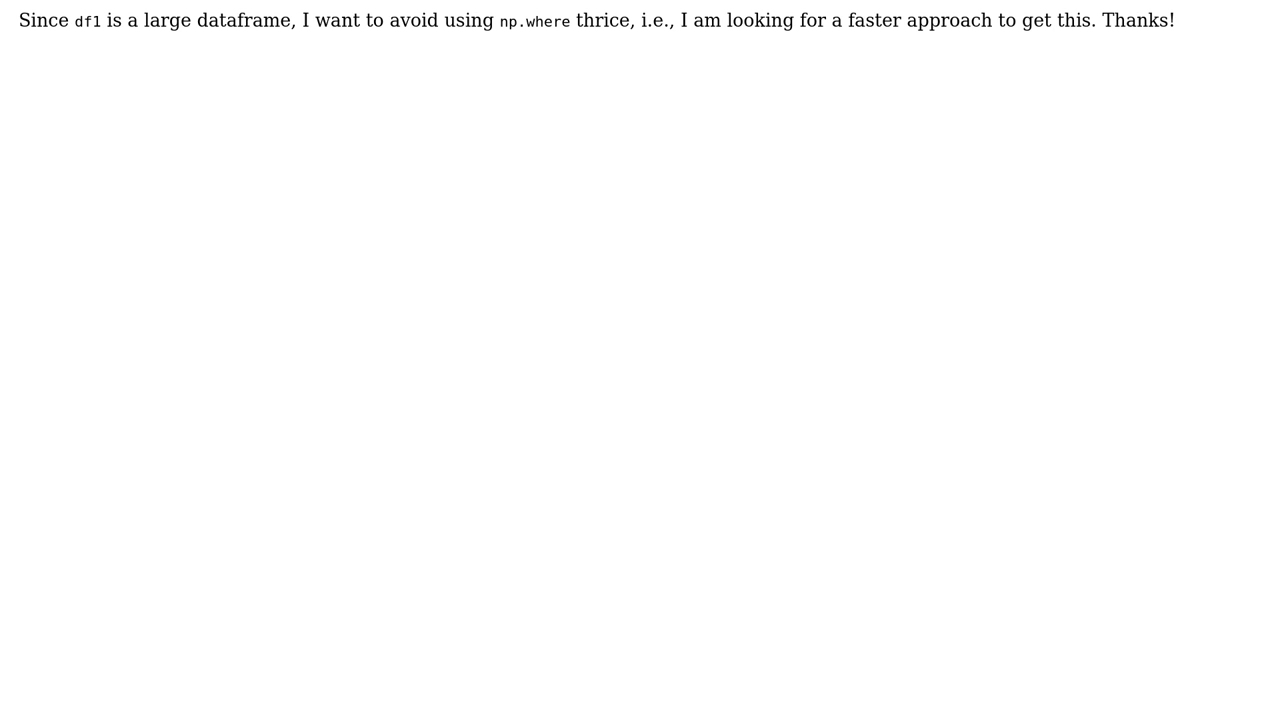 Since df1 is a large dataframe, I want to avoid using np.where thrice, i.e., I am looking for a faster approach to get this. Thanks!